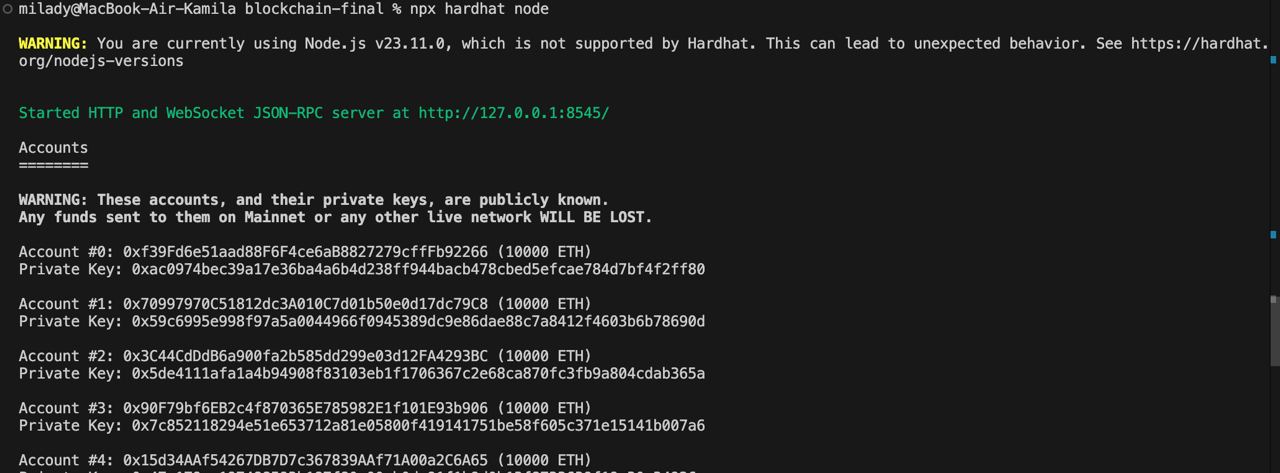 milady@MacBook-Air-Kamila blockchain-final % npx hardhat node
WARNING: You are currently using Node.js v23.11.0, which is not supported by Hardhat. This can lead to unexpected behavior. See https://hardhat.
org/nodejs-versions
Started HTTP and WebSocket JSON-RPC server at http://127.0.0.1:8545/
Accounts
========
WARNING: These accounts, and their private keys, are publicly known.
Any funds sent to them on Mainnet or any other live network WILL BE LOST.
Account #0: 0xf39Fd6e51aad88F6F4ce6aB8827279cffFb92266 (10000 ETH)
Private Key: 0xac0974bec39a17e36ba4a6b4d238ff944bacb478cbed5efcae784d7bf4f2ff80
Account #1: 0x70997970C51812dc3A010C7d01b50e0d17dc79C8 (10000 ETH)
Private Key: 0x59c6995e998f97a5a0044966f0945389dc9e86dae88c7a8412f4603b6b78690d
Account #2: 0x3C44CdDdB6a900fa2b585dd299e03d12FA4293BC (10000 ETH)
Private Key: 0x5de4111afa1a4b94908f83103eb1f1706367c2e68ca870fc3fb9a804cdab365a
Account #3: 0x90F79bf6EB2c4f870365E785982E1f101E93b906 (10000 ETH)
Private Key: 0x7c852118294e51e653712a81e05800f419141751be58f605c371e15141b007a6
Account #4: 0x15d34AAf54267DB7D7c367839AAf71A00a2C6A65 (10000 ETH)